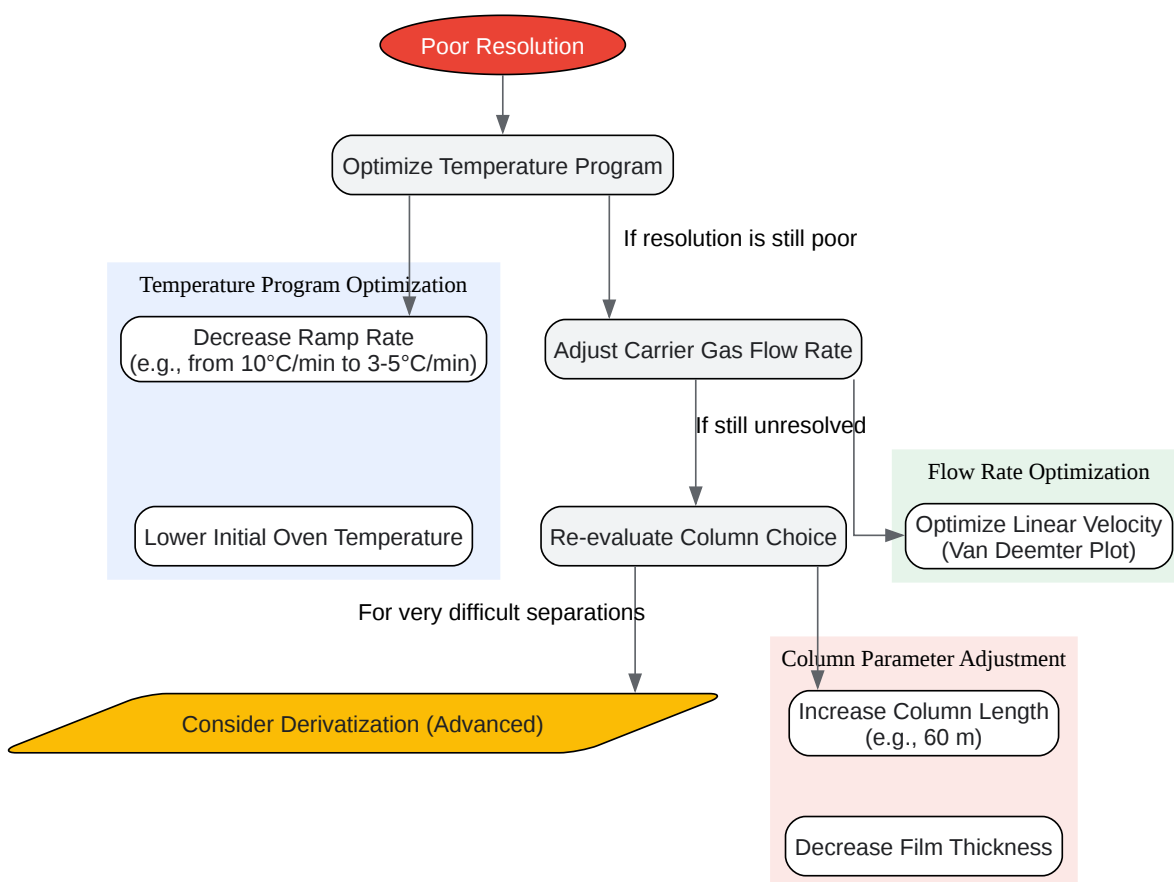 Poor Resolution
Optimize Temperature Program
If resolution is still poor
Temperature Program Optimization
Decrease Ramp Rate
(e.g., from 10°C/min to 3-5°C/min)
Adjust Carrier Gas Flow Rate
If still unresolved
Flow Rate Optimization
Lower Initial Oven Temperature
Re-evaluate Column Choice
Optimize Linear Velocity
(Van Deemter Plot)
For very difficult separations
Column Parameter Adjustment
Consider Derivatization (Advanced)
Increase Column Length
(e.g., 60 m)
Decrease Film Thickness